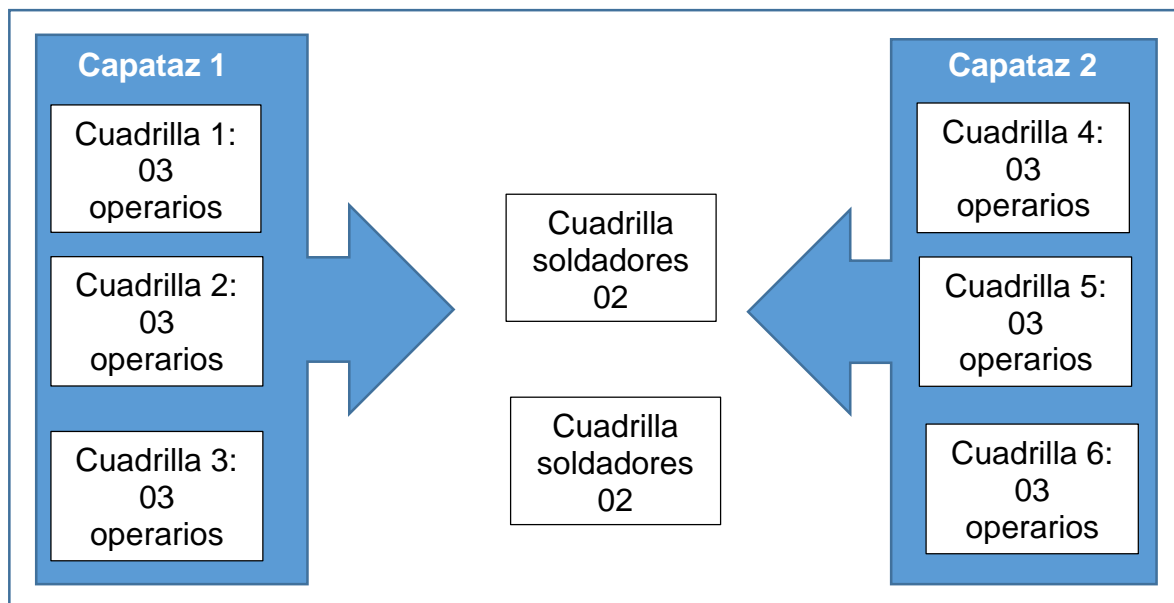 Capataz 1
Cuadrilla 1:
03
operarios
Cuadrilla 2:
03
operarios
Cuadrilla 3:
03
operarios
Cuadrilla
soldadores
02
Cuadrilla
soldadores
02
Capataz 2
Cuadrilla 4:
03
operarios
Cuadrilla 5:
03
operarios
Cuadrilla 6:
03
operarios